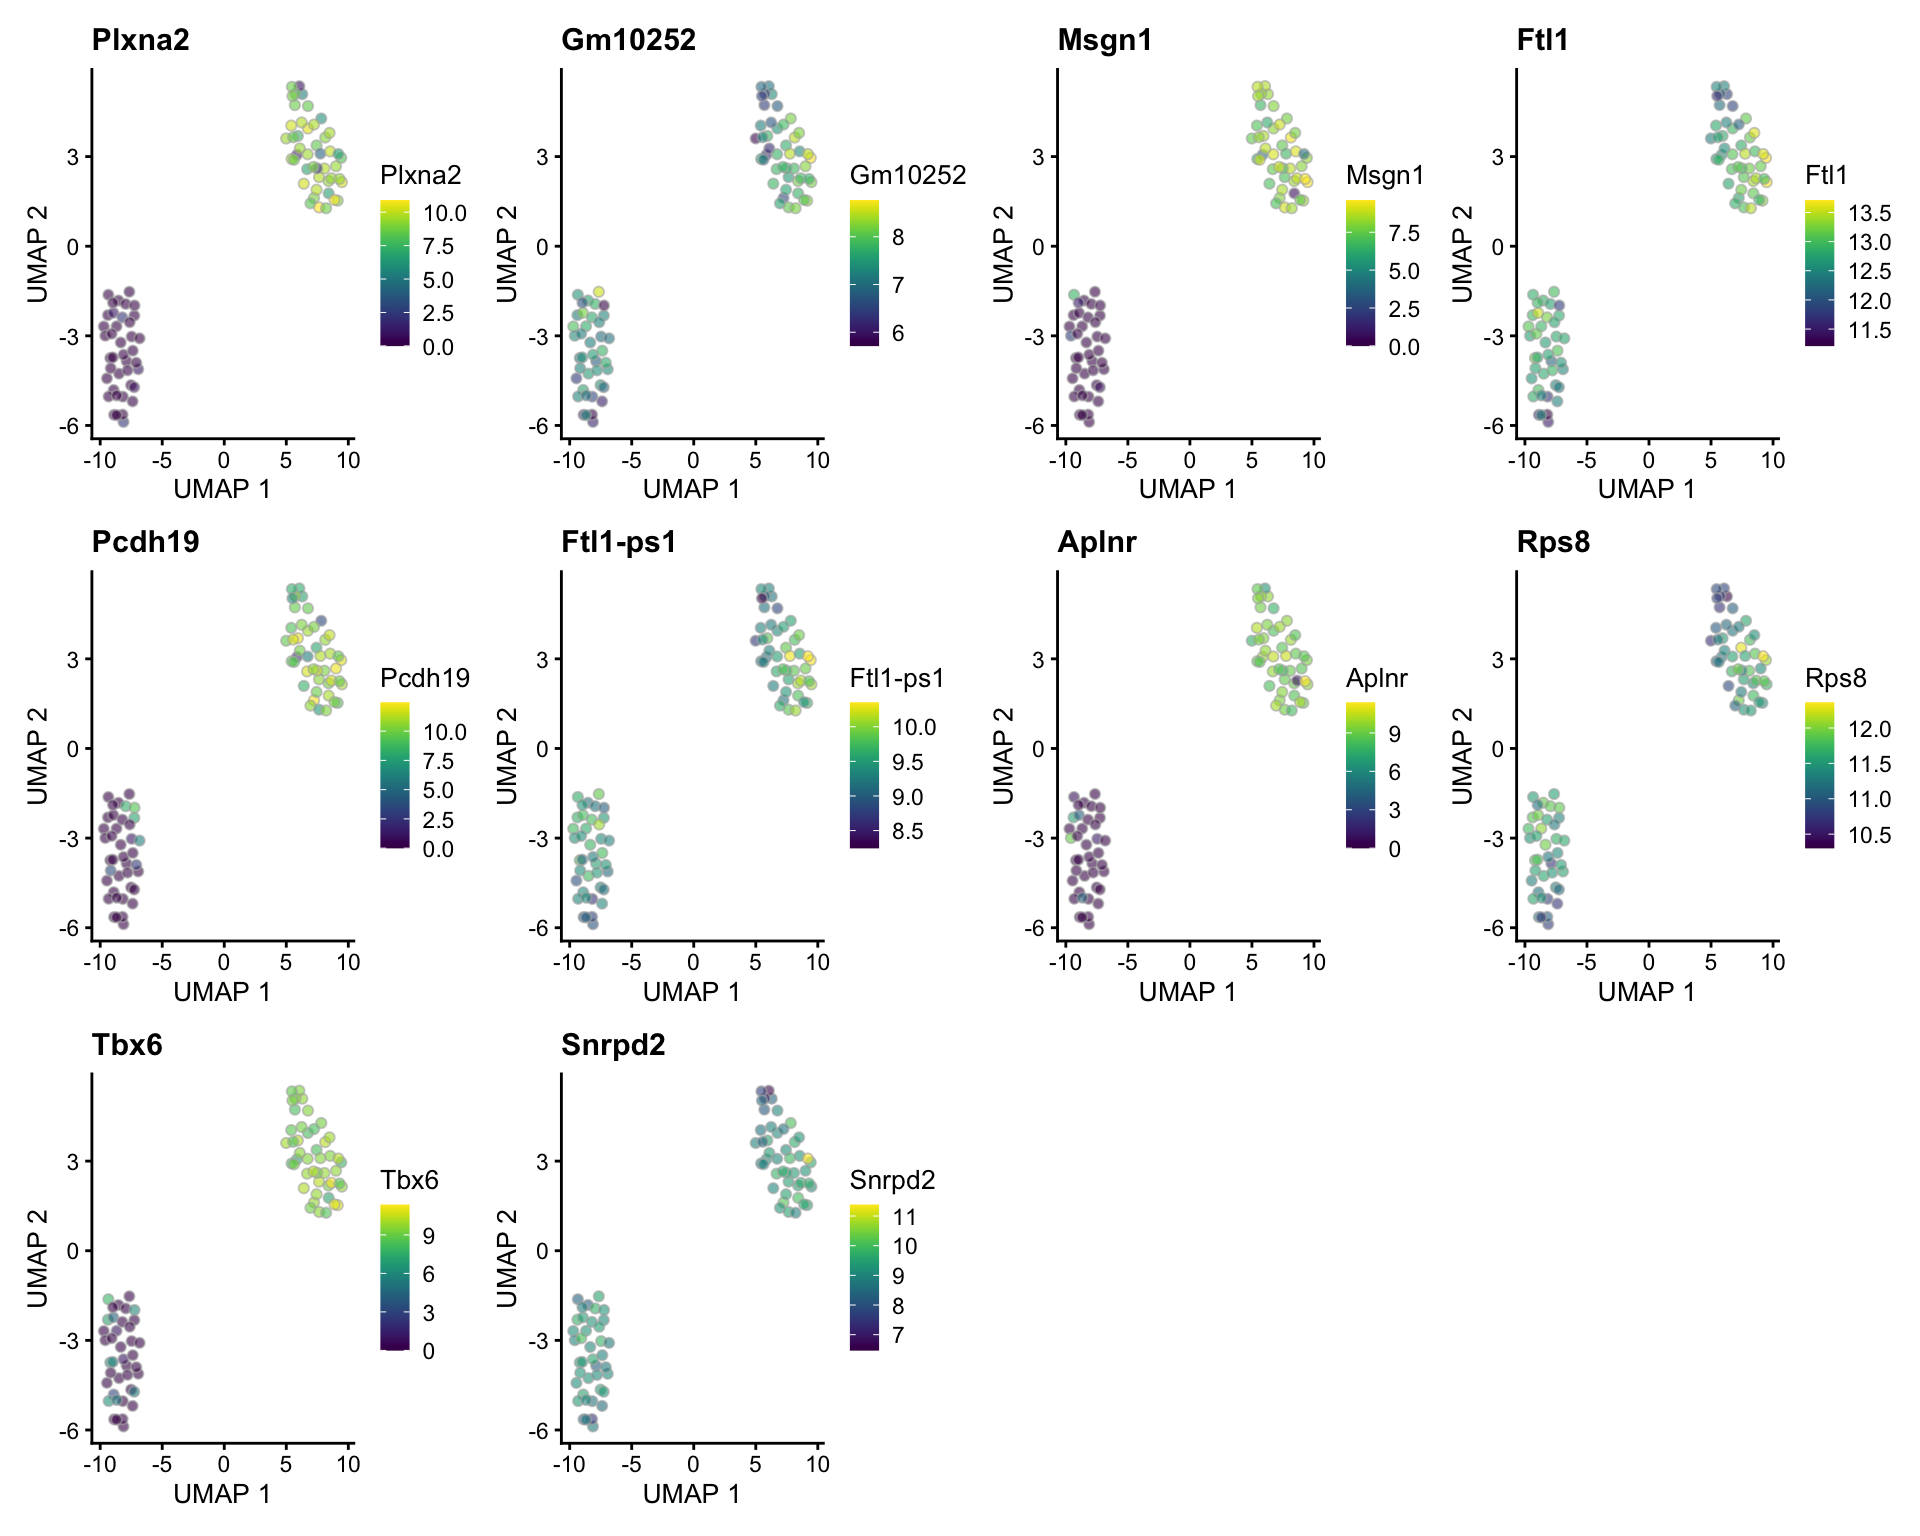 Plxna2
Gm10252
Msgn1
Ftl1
UMAP 2
3
0
-3
-6
-10 -5 0 5 10
UMAP 1
Plxna2
10.0
7.5
5.0
2.5
0.0
UMAP 2
3
0
-3
-6
-10 -5 0 5 10
UMAP 1
Gm10252
8
7
6
UMAP 2
3
0
-3
-6
-10 -5 0 5 10
UMAP 1
Msgn1
7.5
5.0
2.5
0.0
UMAP 2
3
0
-3
-6
-10 -5 0 5 10
UMAP 1
Ftl1
13.5
13.0
12.5
12.0
11.5
Pcdh19
Ftl1-ps1
Aplnr
Rps8
UMAP 2
3
0
-3
-6
-10 -5 0 5 10
UMAP 1
Pcdh19
10.0
7.5
5.0
2.5
0.0
UMAP 2
3
0
-3
-6
-10 -5 0 5 10
UMAP 1
Ftl1-ps1
10.0
9.5
9.0
8.5
UMAP 2
3
0
-3
-6
-10 -5 0 5 10
UMAP 1
Aplnr
9
6
3
0
UMAP 2
3
0
-3
-6
-10 -5 0 5 10
UMAP 1
Rps8
12.0
11.5
11.0
10.5
Tbx6
Snrpd2
UMAP 2
3
0
-3
-6
-10 -5 0 5 10
UMAP 1
Tbx6
9
6
3
0
UMAP 2
3
0
-3
-6
-10 -5 0 5 10
UMAP 1
Snrpd2
11
10
9
8
7